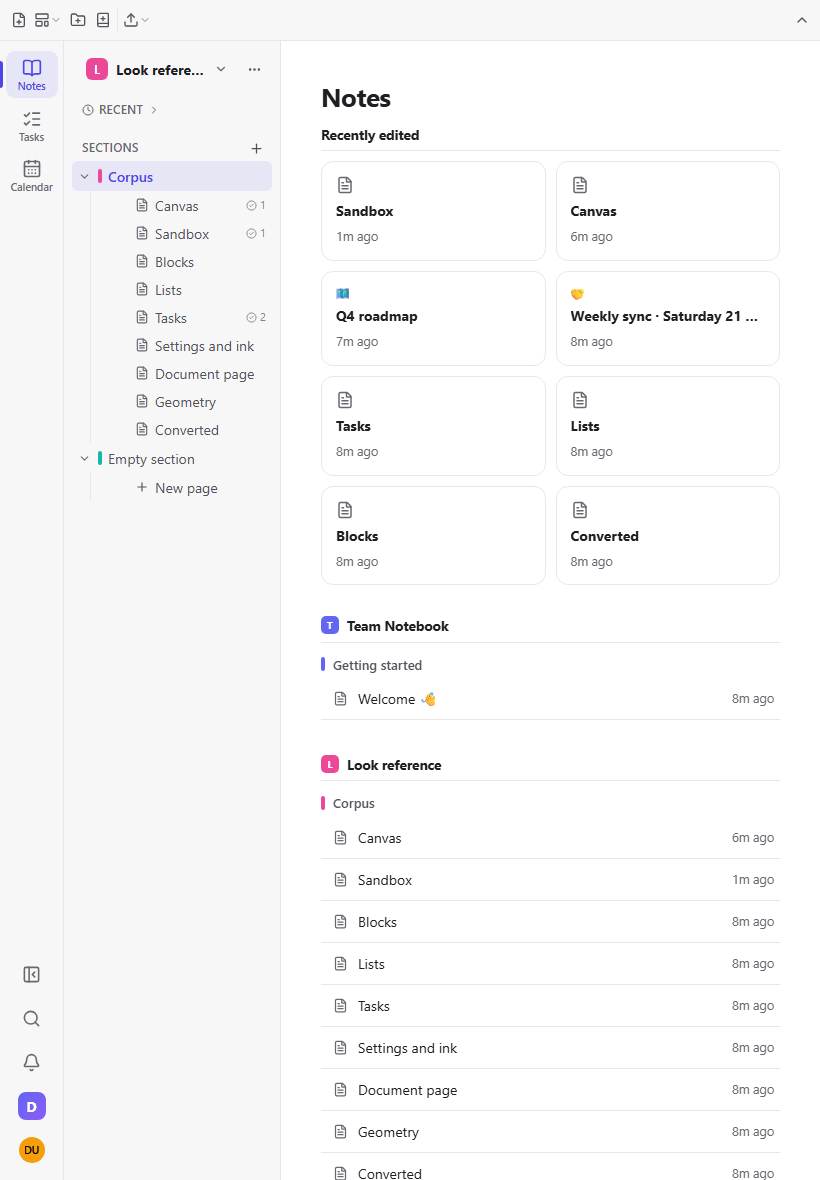 Notes
Tasks
Calendar
D
DU
L Look refere...
RECENT
SECTIONS
Corpus
Canvas 1
Sandbox 1
Blocks
Lists
Tasks 2
Settings and ink
Document page
Geometry
Converted
Empty section
New page
Notes
Recently edited
Sandbox
1m ago
Canvas
6m ago
Q4 roadmap
7m ago
Weekly sync · Saturday 21 ...
8m ago
Tasks
8m ago
Lists
8m ago
Blocks
8m ago
Converted
8m ago
T Team Notebook
Getting started
Welcome 👋 8m ago
L Look reference
Corpus
Canvas 6m ago
Sandbox 1m ago
Blocks 8m ago
Lists 8m ago
Tasks 8m ago
Settings and ink 8m ago
Document page 8m ago
Geometry 8m ago
Converted 8m ago